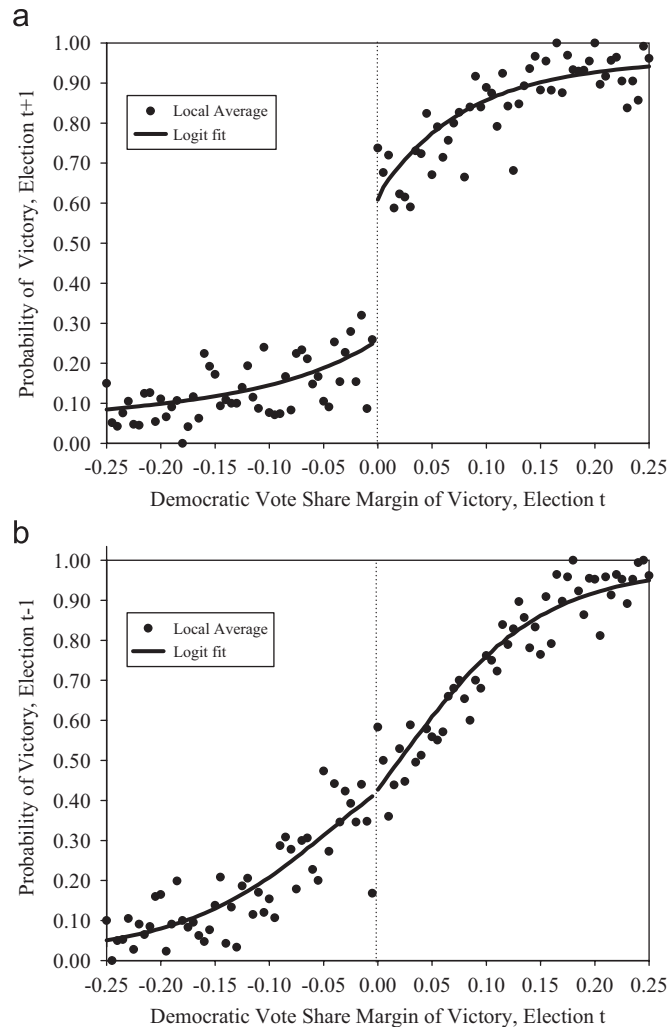 a
Probability of Victory, Election t+1
1.00
0.90
0.80
0.70
0.60
0.50
0.40
0.30
0.20
0.10
0.00
Local Average
Logit fit
-0.25 -0.20 -0.15 -0.10 -0.05 0.00 0.05 0.10 0.15 0.20 0.25
Democratic Vote Share Margin of Victory, Election t
b
Probability of Victory, Election t-1
1.00
0.90
0.80
0.70
0.60
0.50
0.40
0.30
0.20
0.10
0.00
Local Average
Logit fit
-0.25 -0.20 -0.15 -0.10 -0.05 0.00 0.05 0.10 0.15 0.20 0.25
Democratic Vote Share Margin of Victory, Election t